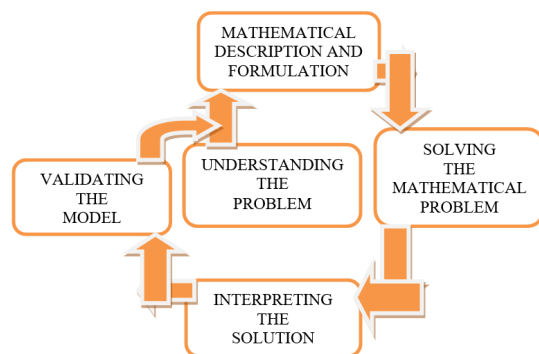 MATHEMATICAL
DESCRIPTION AND
FORMULATION
SOLVING
THE
MATHEMATICAL
PROBLEM
UNDERSTANDING
THE
PROBLEM
VALIDATING
THE
MODEL
INTERPRETING
THE
SOLUTION